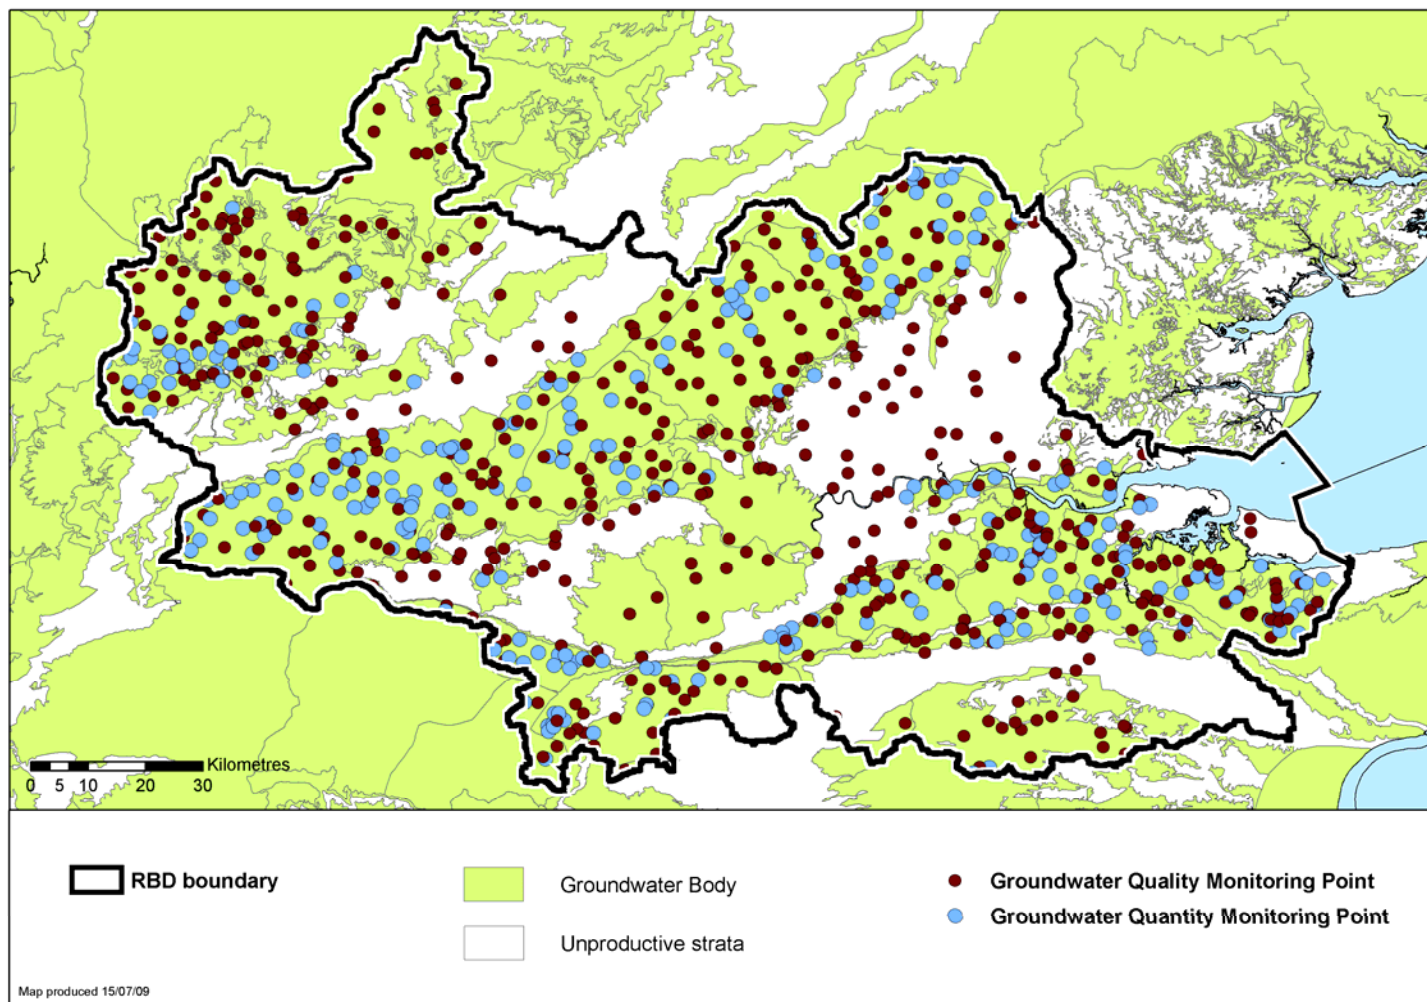 Kilometres
0 5 10 20 30
RBD boundary
Groundwater Body
Unproductive strata
Groundwater Quality Monitoring Point
Groundwater Quantity Monitoring Point
Map produced 15/07/09